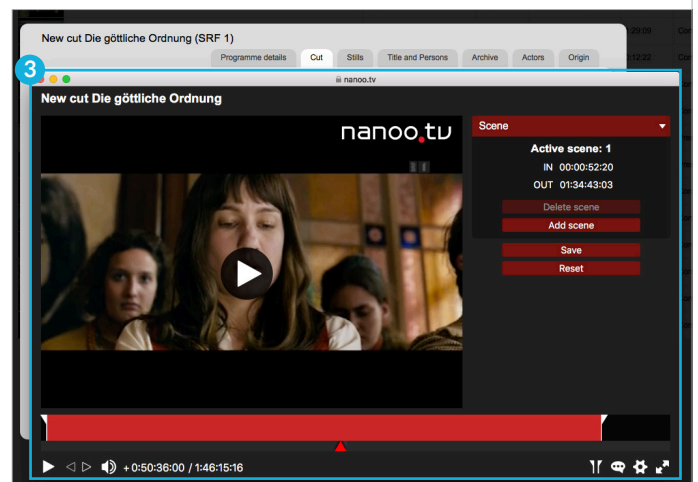 New cut Die göttliche Ordnung (SRF 1)
Programme details Cut Stills Title and Persons Archive Actors Origin
3
nanoo.tv
New cut Die göttliche Ordnung
nanoo.tv
Scene
Active scene: 1
IN 00:00:52:20
OUT 01:34:43:03
Delete scene
Add scene
Save
Reset
+0:50:36:00 / 1:46:15:16